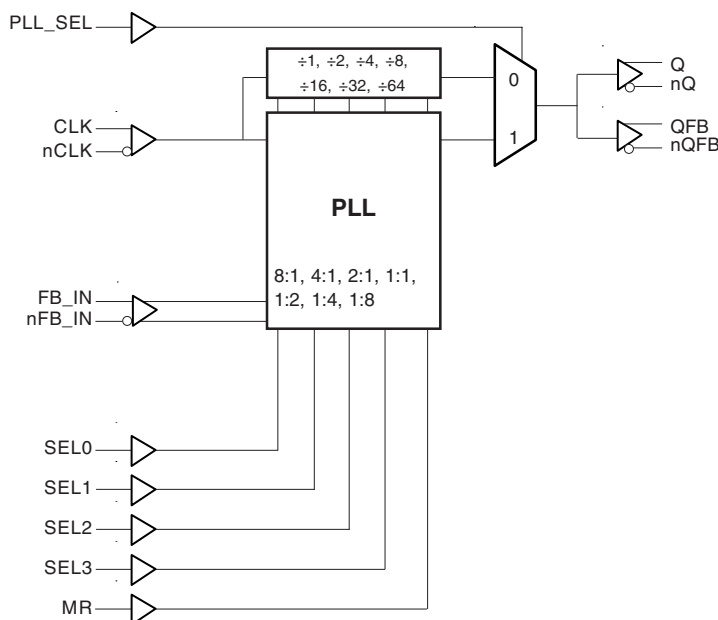 PLL_SEL
÷1, ÷2, ÷4, ÷8,
÷16, ÷32, ÷64
0
Q
nQ
CLK
nCLK
1
QFB
nQFB
PLL
8:1, 4:1, 2:1, 1:1,
1:2, 1:4, 1:8
FB_IN
nFB_IN
SEL0
SEL1
SEL2
SEL3
MR